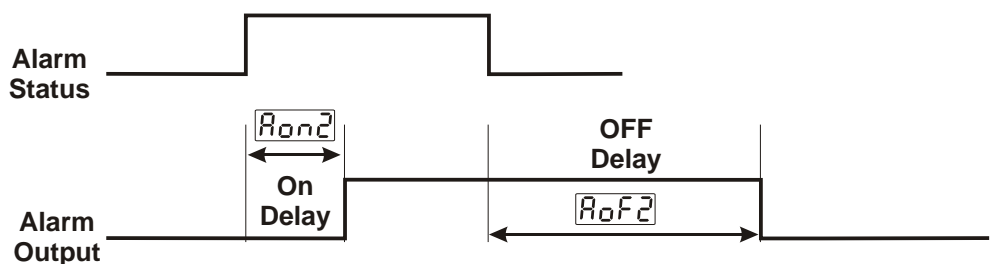 Alarm
Status
Aon2
OFF
Delay
On
Delay
AoF2
Alarm
Output